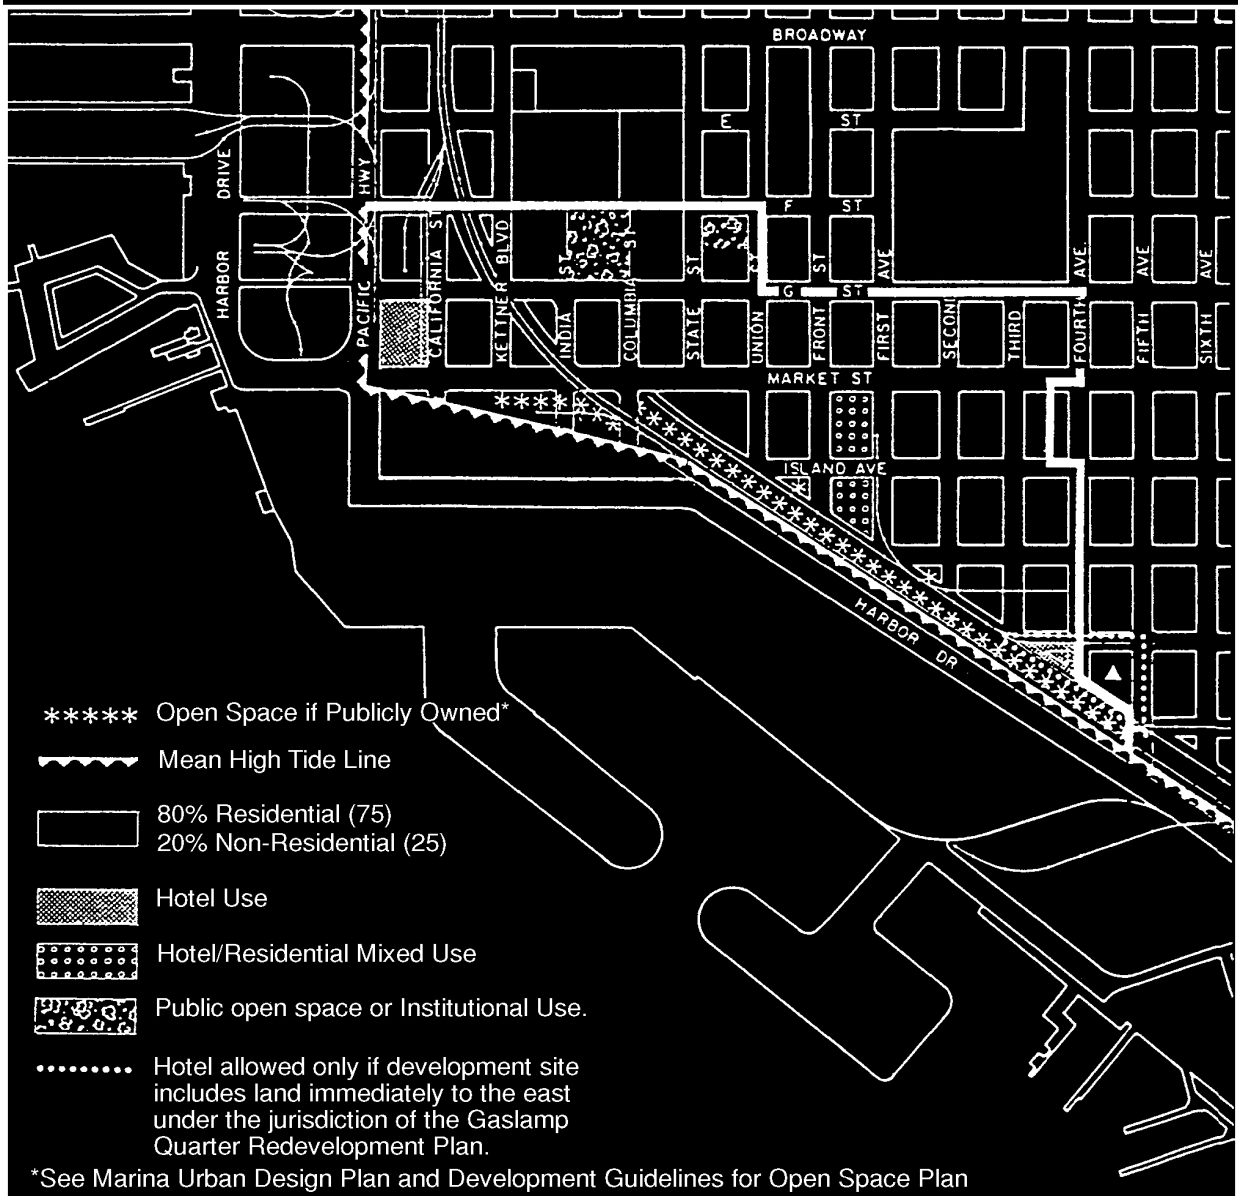 BROADWAY
E ST
DRIVE
HWY
F ST
HARBOR
PACIFIC
CALIFORNIA ST
KETTNER BLVD
INDIA ST
COLUMBIA ST
STATE ST
UNION ST
FRONT ST
FIRST AVE
SECOND
THIRD
FOURTH AVE.
FIFTH AVE
SIXTH AVE
G ST
MARKET ST
ISLAND AVE
HARBOR DR
***** Open Space if Publicly Owned*
Mean High Tide Line
80% Residential (75)
20% Non-Residential (25)
Hotel Use
Hotel/Residential Mixed Use
Public open space or Institutional Use.
Hotel allowed only if development site
includes land immediately to the east
under the jurisdiction of the Gaslamp
Quarter Redevelopment Plan.
*See Marina Urban Design Plan and Development Guidelines for Open Space Plan